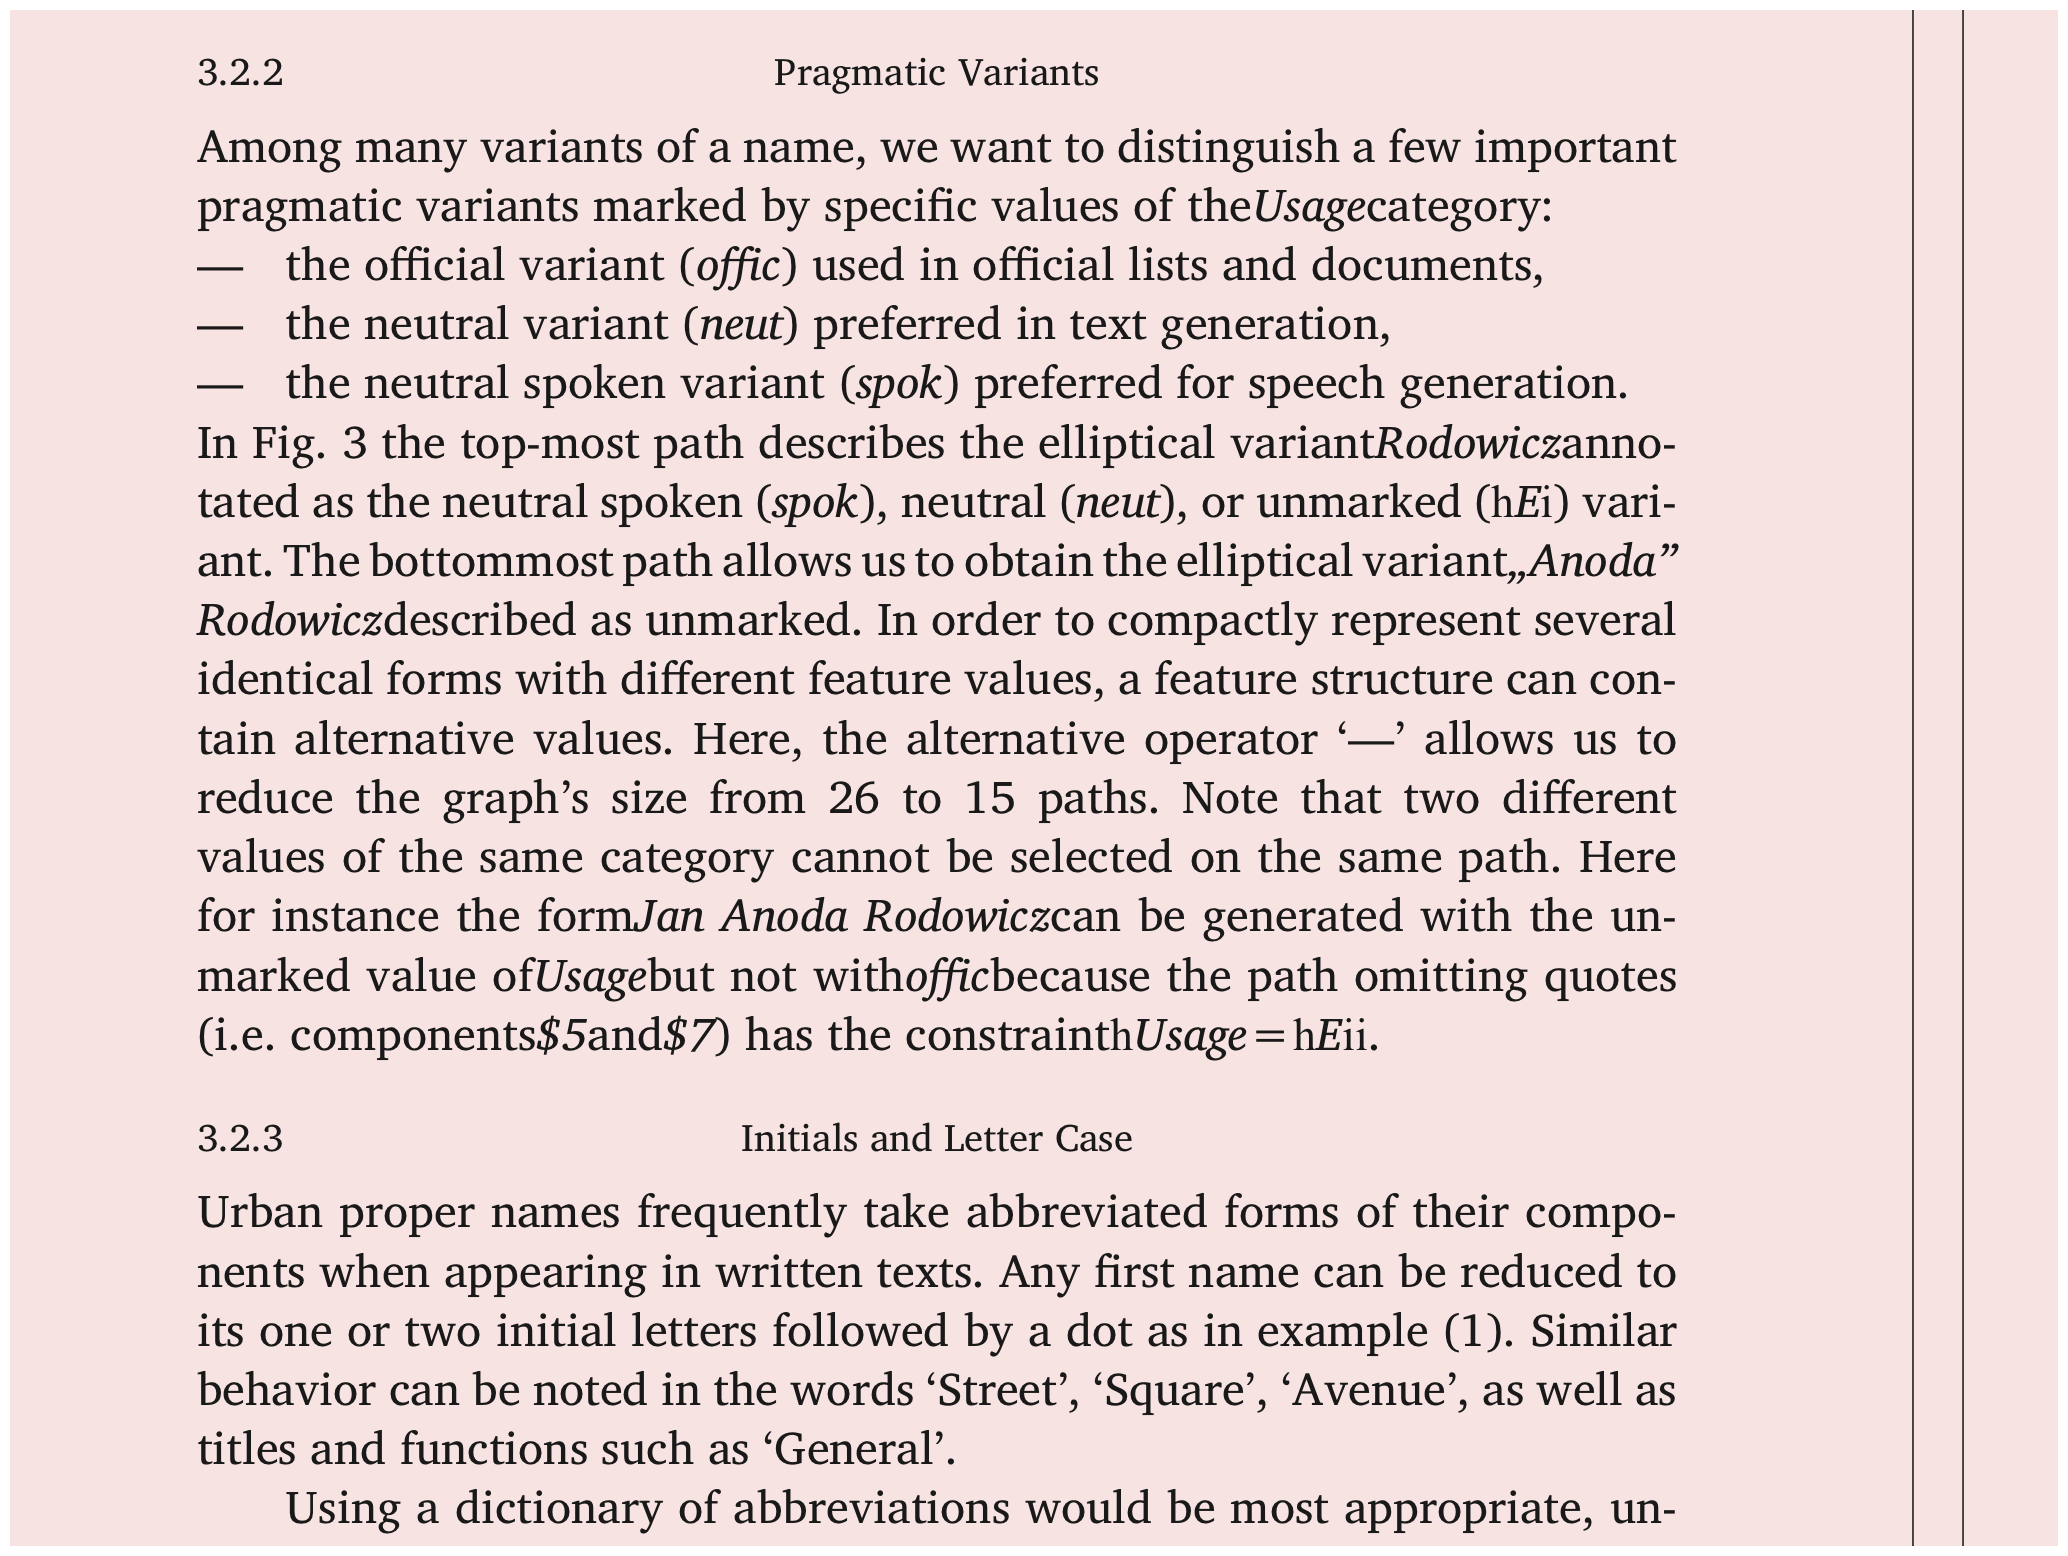 3.2.2 Pragmatic Variants
Among many variants of a name, we want to distinguish a few important
pragmatic variants marked by specific values of theUsagecategory:
— the official variant (offic) used in official lists and documents,
— the neutral variant (neut) preferred in text generation,
— the neutral spoken variant (spok) preferred for speech generation.
In Fig. 3 the top-most path describes the elliptical variantRodowiczanno-
tated as the neutral spoken (spok), neutral (neut), or unmarked (hEi) vari-
ant. The bottommost path allows us to obtain the elliptical variant„Anoda”
Rodowiczdescribed as unmarked. In order to compactly represent several
identical forms with different feature values, a feature structure can con-
tain alternative values. Here, the alternative operator ‘—’ allows us to
reduce the graph’s size from 26 to 15 paths. Note that two different
values of the same category cannot be selected on the same path. Here
for instance the formJan Anoda Rodowiczcan be generated with the un-
marked value ofUsagebut not withofficbecause the path omitting quotes
(i.e. components$5and$7) has the constrainthUsage = hEii.
3.2.3 Initials and Letter Case
Urban proper names frequently take abbreviated forms of their compo-
nents when appearing in written texts. Any first name can be reduced to
its one or two initial letters followed by a dot as in example (1). Similar
behavior can be noted in the words ‘Street’, ‘Square’, ‘Avenue’, as well as
titles and functions such as ‘General’.
Using a dictionary of abbreviations would be most appropriate, un-